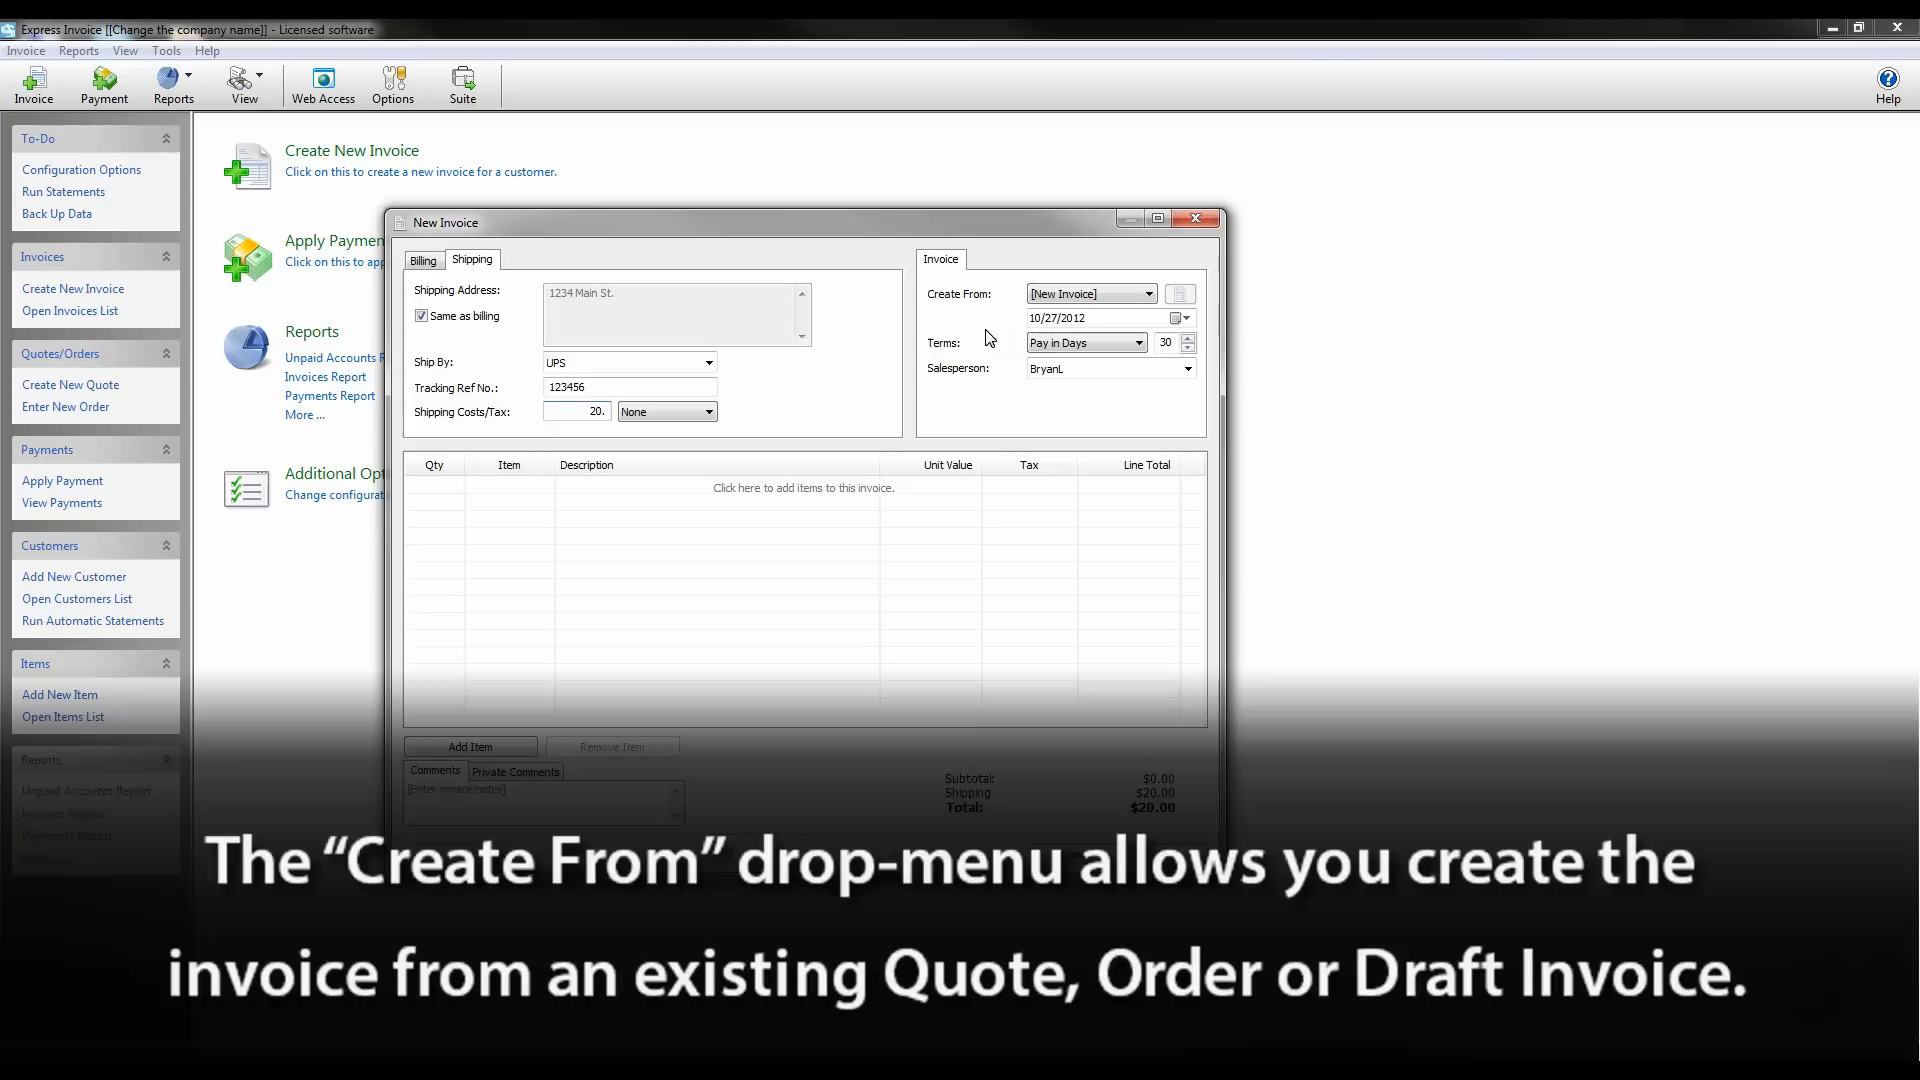 Express Invoice [[Change the company name]] - Licensed software
Invoice Reports View Tools Help
Invoice Payment Reports View Web Access Options Suite Help
To-Do
Configuration Options
Run Statements
Back Up Data
Invoices
Create New Invoice
Open Invoices List
Quotes/Orders
Create New Quote
Enter New Order
Payments
Apply Payment
View Payments
Customers
Add New Customer
Open Customers List
Run Automatic Statements
Items
Add New Item
Open Items List
Reports
Unpaid Accounts Report
Payments Report
Create New Invoice
Click on this to create a new invoice for a customer.
Apply Paymen
Click on this to app
Reports
Unpaid Accounts R
Invoices Report
Payments Report
More ...
Additional Opt
Change configurat
New Invoice
Billing Shipping
Shipping Address: 1234 Main St.
Same as billing
Ship By: UPS
Tracking Ref No.: 123456
Shipping Costs/Tax: 20. None
Invoice
Create From: [New Invoice]
10/27/2012
Terms: Pay in Days 30
Salesperson: BryanL
Qty Item Description Unit Value Tax Line Total
Click here to add items to this invoice.
Add Item Remove Item
Comments Private Comments
[Enter invoice notes]
Subtotal: $0.00
Shipping $20.00
Total: $20.00
The “Create From” drop-menu allows you create the
invoice from an existing Quote, Order or Draft Invoice.